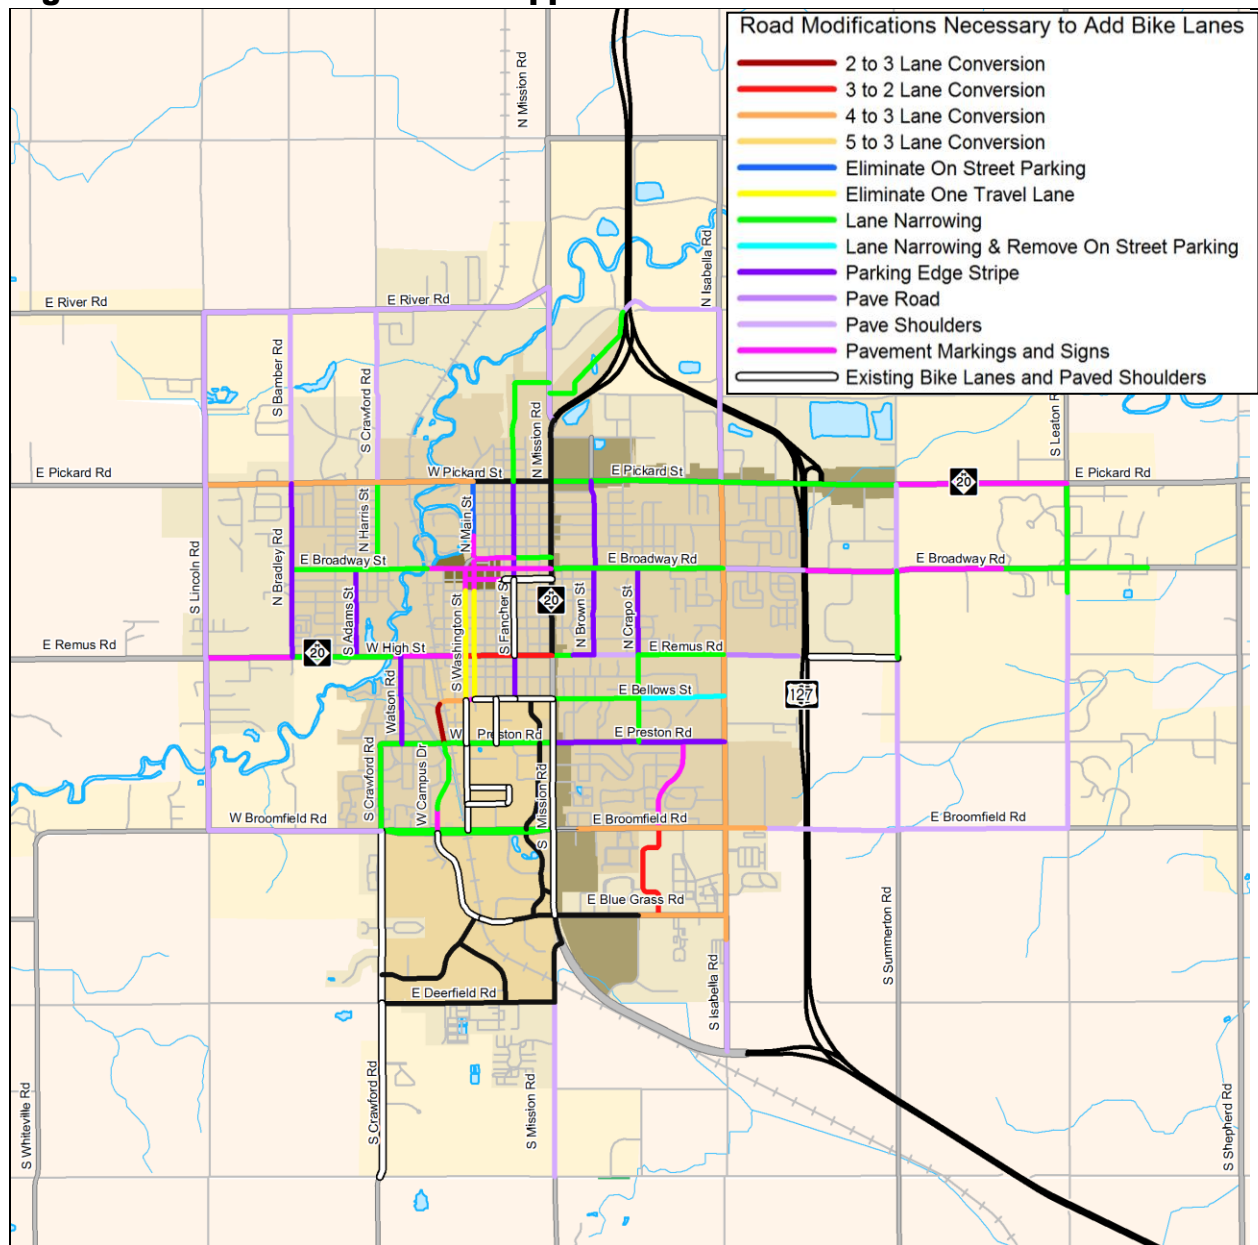 Road Modifications Necessary to Add Bike Lanes
2 to 3 Lane Conversion
3 to 2 Lane Conversion
4 to 3 Lane Conversion
5 to 3 Lane Conversion
Eliminate On Street Parking
Eliminate One Travel Lane
Lane Narrowing
Lane Narrowing & Remove On Street Parking
Parking Edge Stripe
Pave Road
Pave Shoulders
Pavement Markings and Signs
Existing Bike Lanes and Paved Shoulders
N Mission Rd
N Isabella Rd
E River Rd
E River Rd
S Bamber Rd
S Crawford Rd
N Mission Rd
S Leaton R
E Pickard Rd
W Pickard St
E Pickard St
E Pickard Rd
20
N Harris St
N Main St
N Bradley Rd
S Lincoln Rd
E Broadway St
E Broadway Rd
E Broadway Rd
S Adams St
S Washington St
S Fancher S
20
N Brown St
N Crapo St
E Remus Rd
20
W High St
E Remus Rd
Watson Rd
E Bellows St
127
W Preston Rd
E Preston Rd
S Crawford Rd
W Campus Dr
S Mission Rd
W Broomfield Rd
E Broomfield Rd
E Broomfield Rd
E Blue Grass Rd
S Summerton Rd
S Isabella Rd
E Deerfield Rd
S Crawford Rd
S Mission Rd
S Whiteville Rd
S Shepherd Rd